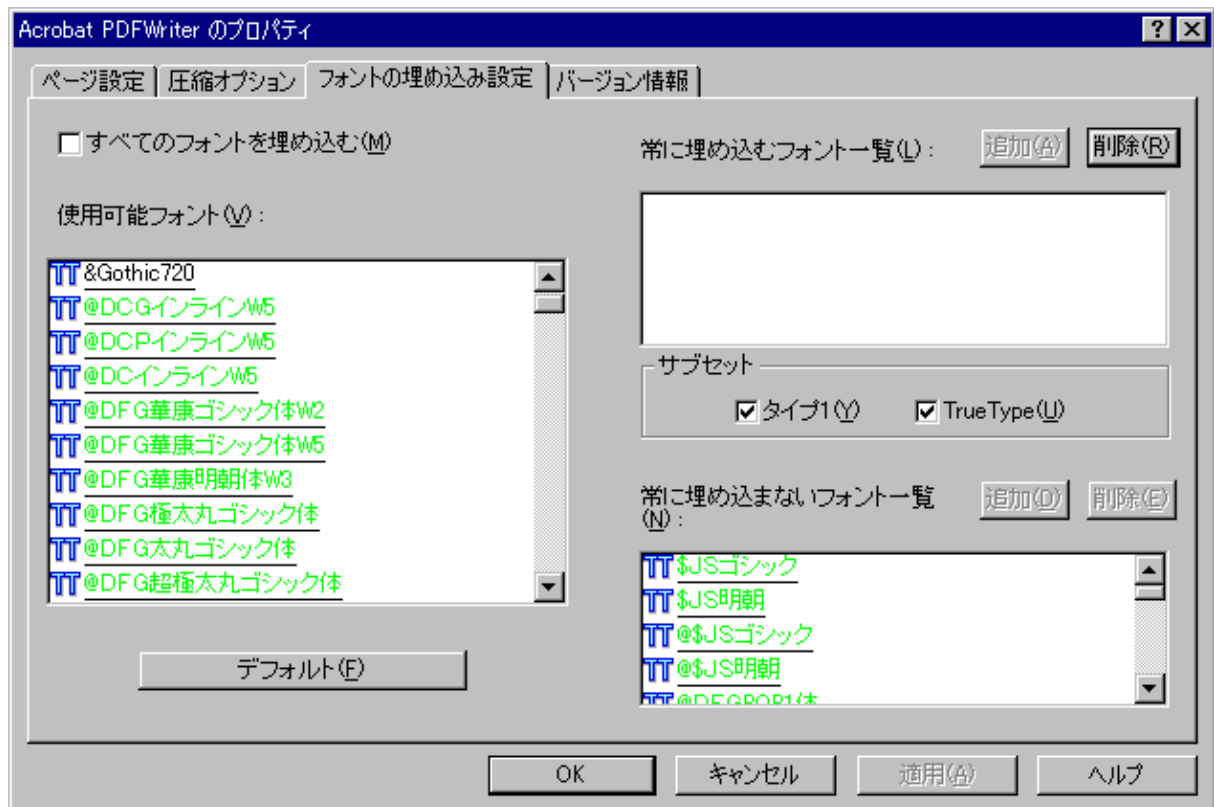 Acrobat PDFWriter のプロパティ
ページ設定 圧縮オプション フォントの埋め込み設定 バージョン情報
すべてのフォントを埋め込む(M)
使用可能フォント(V):
&Gothic720
@DCGインラインW5
@DCPインラインW5
@DCインラインW5
@DFG華康ゴシック体W2
@DFG華康ゴシック体W5
@DFG華康明朝体W3
@DFG極太丸ゴシック体
@DFG太丸ゴシック体
@DFG超極太丸ゴシック体
デフォルト(F)
常に埋め込むフォント一覧(L): 追加(A) 削除(R)
サブセット
タイプ1(Y) TrueType(U)
常に埋め込まないフォント一覧 追加(D) 削除(E)
(N):
$JSゴシック
$JS明朝
@$JSゴシック
@$JS明朝
@DFGPOP1体
OK キャンセル 適用(A) ヘルプ